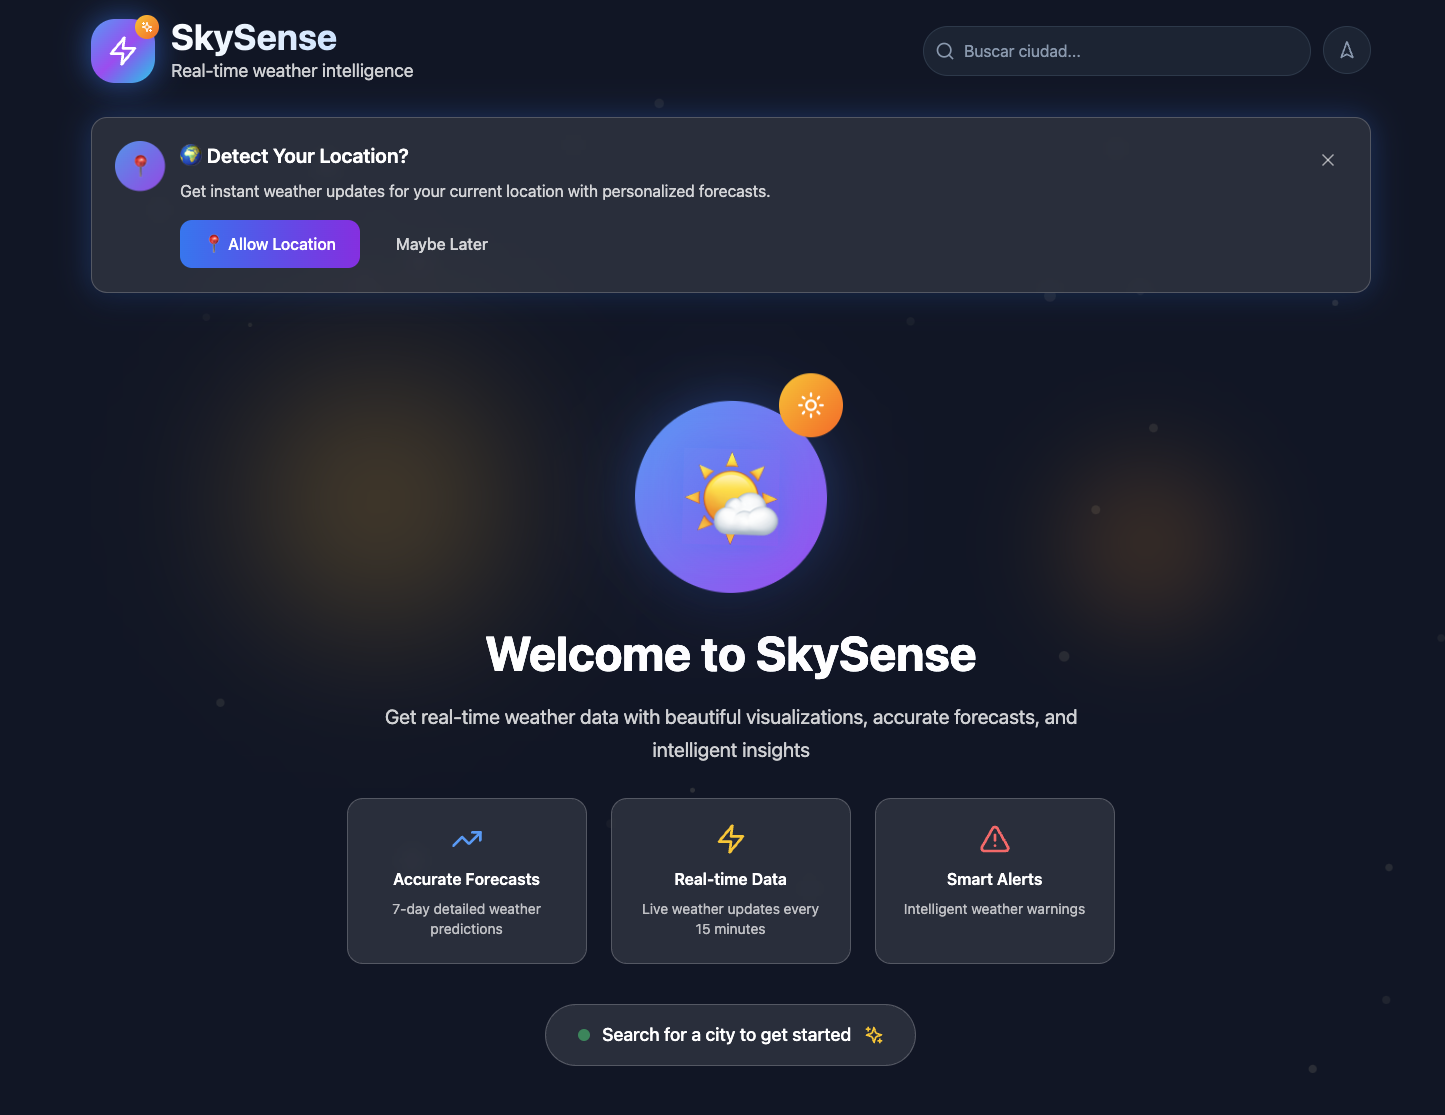 SkySense
Real-time weather intelligence
Buscar ciudad...
🌍 Detect Your Location?
Get instant weather updates for your current location with personalized forecasts.
📍 Allow Location
Maybe Later
Welcome to SkySense
Get real-time weather data with beautiful visualizations, accurate forecasts, and
intelligent insights
Accurate Forecasts
7-day detailed weather
predictions
Real-time Data
Live weather updates every
15 minutes
Smart Alerts
Intelligent weather warnings
Search for a city to get started